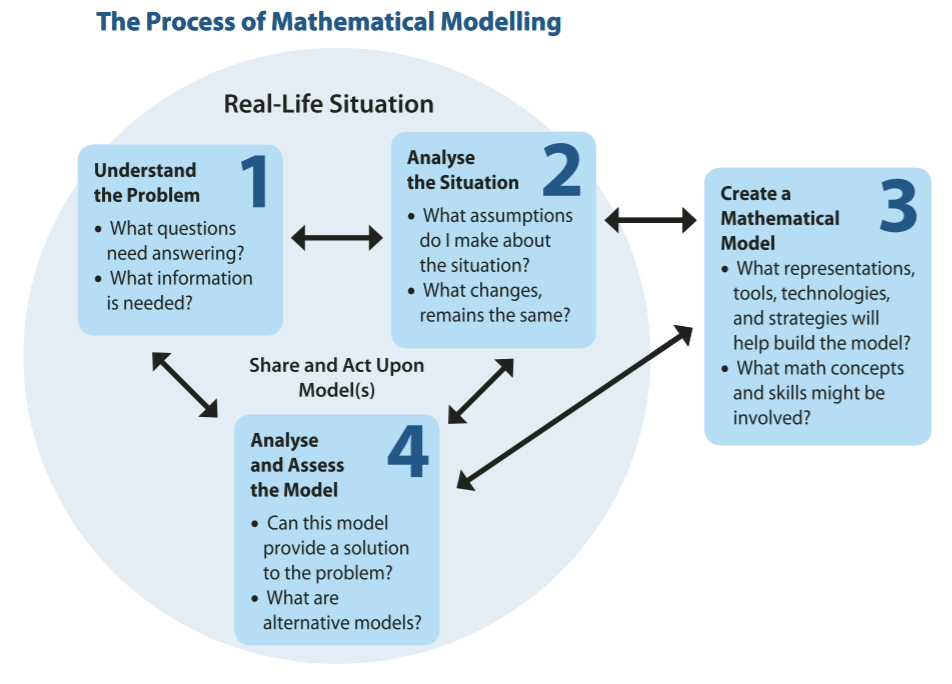 The Process of Mathematical Modelling
Real-Life Situation
Understand
the Problem
1
• What questions
need answering?
• What information
is needed?
Analyse
the Situation
2
• What assumptions
do I make about
the situation?
• What changes,
remains the same?
Create a
Mathematical
Model
3
• What representations,
tools, technologies,
and strategies will
help build the model?
• What math concepts
and skills might be
involved?
Share and Act Upon
Model(s)
Analyse
and Assess
the Model
4
• Can this model
provide a solution
to the problem?
• What are
alternative models?